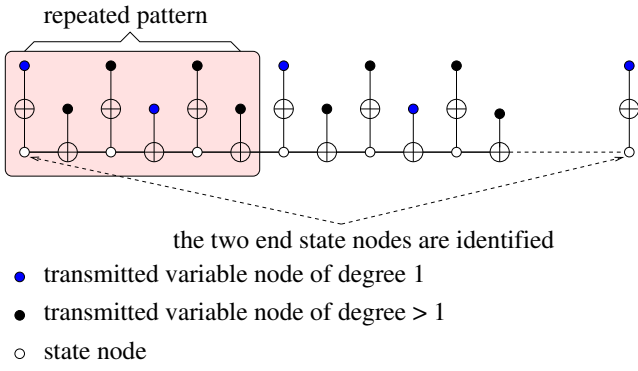 repeated pattern
the two end state nodes are identified
transmitted variable node of degree 1
transmitted variable node of degree > 1
state node